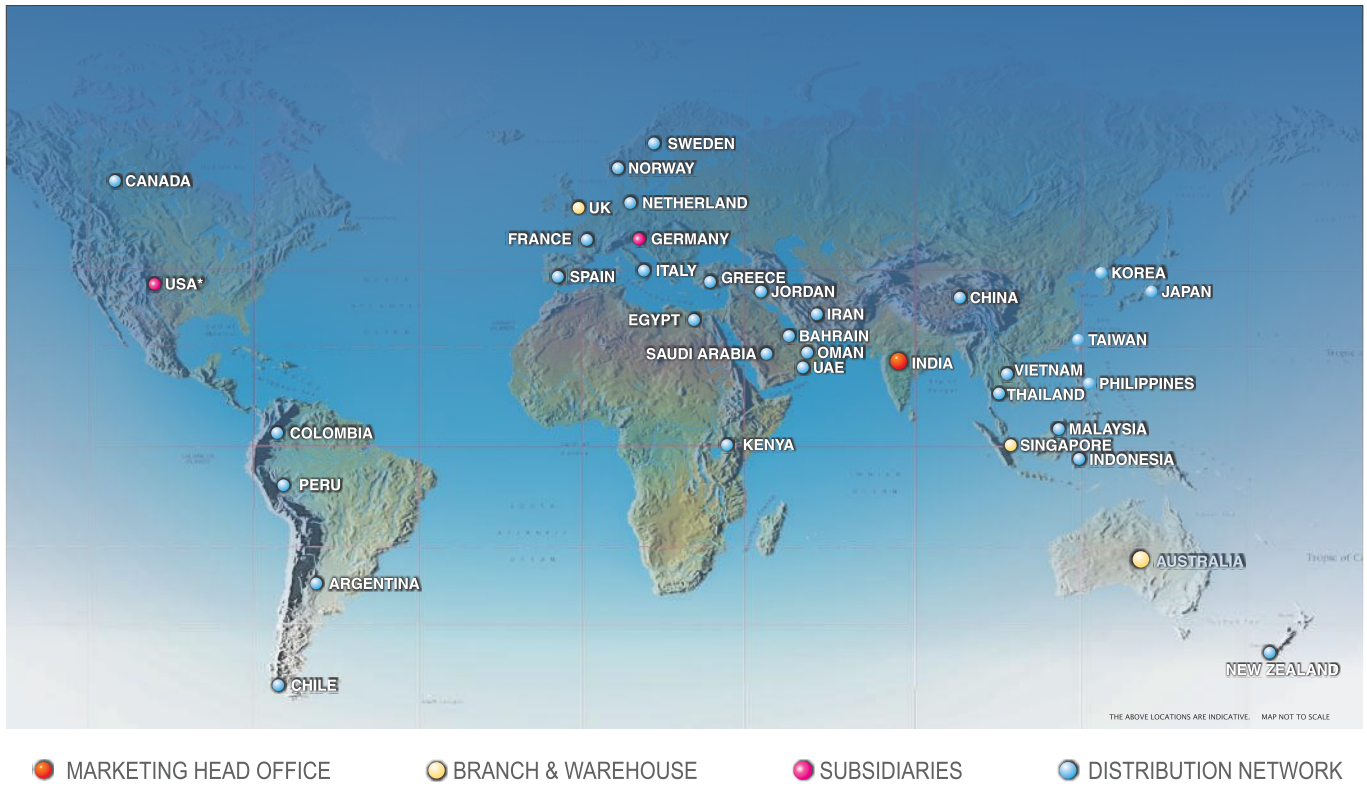 SWEDEN
NORWAY
CANADA
NETHERLAND
UK
FRANCE
GERMANY
ITALY
KOREA
SPAIN
GREECE
USA*
JORDAN
JAPAN
CHINA
IRAN
EGYPT
BAHRAIN
TAIWAN
SAUDI ARABIA
OMAN
INDIA
UAE
VIETNAM
PHILIPPINES
THAILAND
MALAYSIA
COLOMBIA
KENYA
SINGAPORE
INDONESIA
PERU
AUSTRALIA
ARGENTINA
NEW ZEALAND
CHILE
THE ABOVE LOCATIONS ARE INDICATIVE. MAP NOT TO SCALE
MARKETING HEAD OFFICE
BRANCH & WAREHOUSE
SUBSIDIARIES
DISTRIBUTION NETWORK